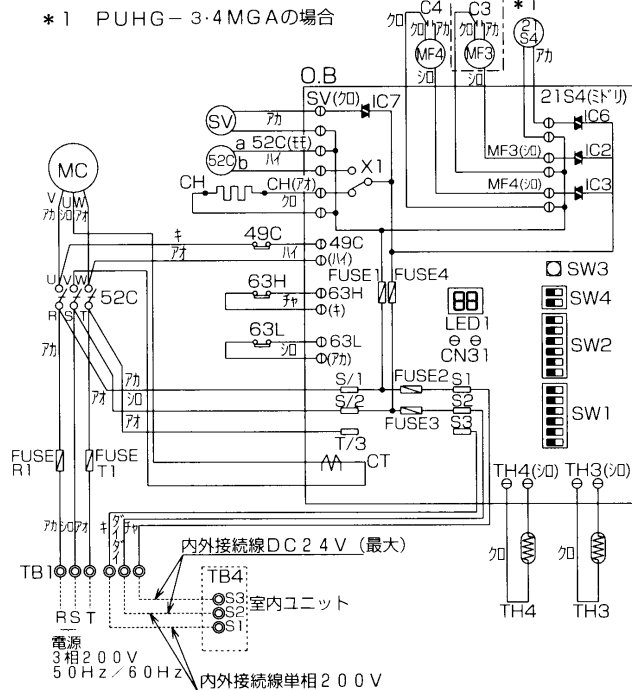 *1 PUHG-3·4MGAの場合
C4
C3
*1
クロ
クロ
アカ
クロ
アカ
21
S4
MF4
MF3
アカ
シロ
シロ
O.B
SV(クロ)
IC7
21S4(ミドリ)
SV
アカ
IC6
a 52C(モモ)
52C
b
ハイ
X1
MF3(シロ)
IC2
MC
CH
CH(アオ)
クロ
MF4(シロ)
IC3
V U W
アカ シロ アオ
キ
49C
49C
アオ
ハイ
(ハイ)
FUSE1
FUSE4
SW3
U V W
52C
63H
63H
チャ
(キ)
88
SW4
R S T
LED1
63L
63L
CN31
SW2
アカ
シロ
(アカ)
アカ
S/1
FUSE2
S1
アオ
シロ
S/2
S2
FUSE3
SW1
アオ
T/3
S3
FUSE
R1
FUSE
T1
CT
TH4(シロ)
TH3(シロ)
アカ シロ アオ キ ダイダイ チャ
クロ
クロ
内外接続線DC24V(最大)
TB1
TB4
S3
室内ユニット
S2
S1
TH4
TH3
R S T
電源
3相200V
50Hz/60Hz
内外接続線単相200V